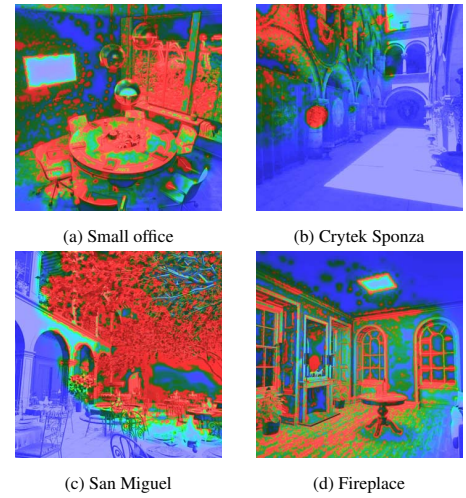 (a) Small office
(b) Crytek Sponza
(c) San Miguel
(d) Fireplace